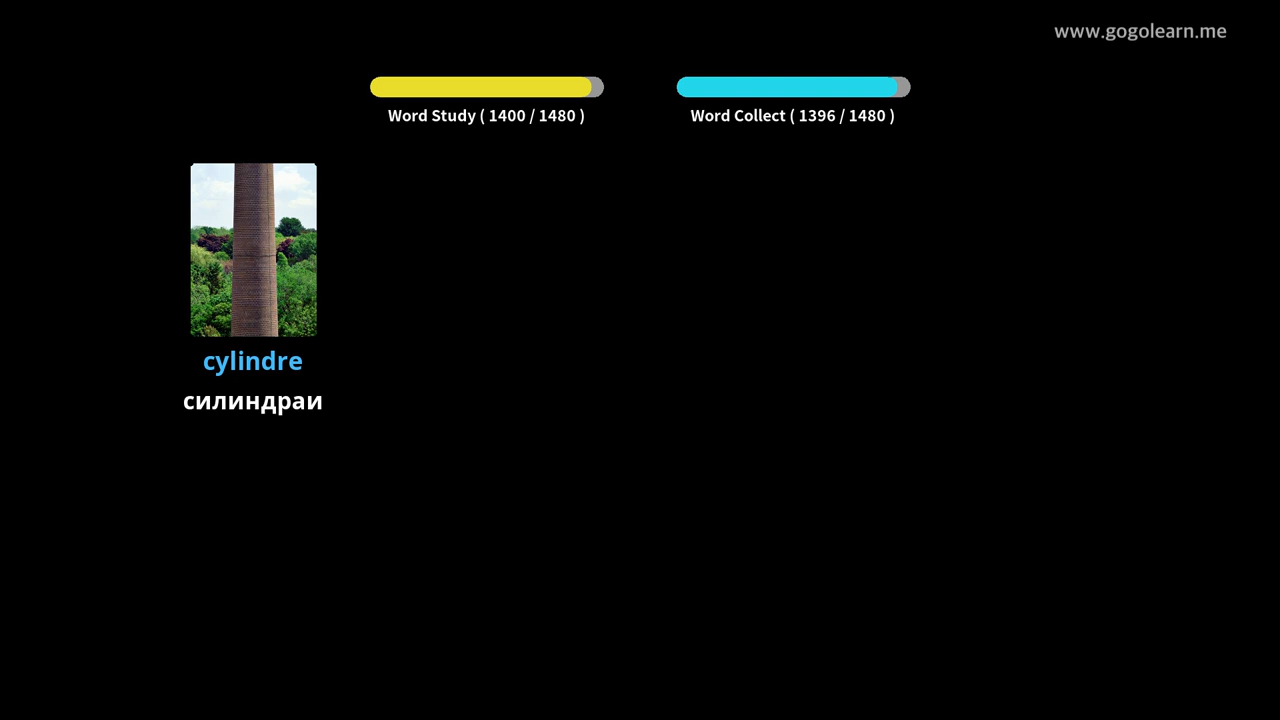 www.gogolearn.me
Word Study ( 1400 / 1480 )
Word Collect ( 1396 / 1480 )
cylindre
силиндраи